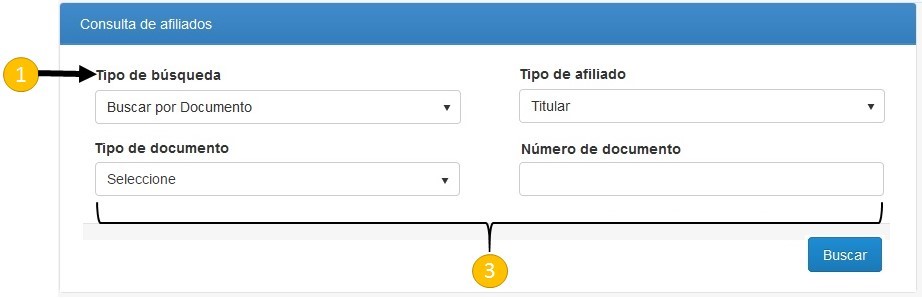 Consulta de afiliados
1
Tipo de búsqueda
Tipo de afiliado
Buscar por Documento
Titular
Tipo de documento
Número de documento
Seleccione
3
Buscar